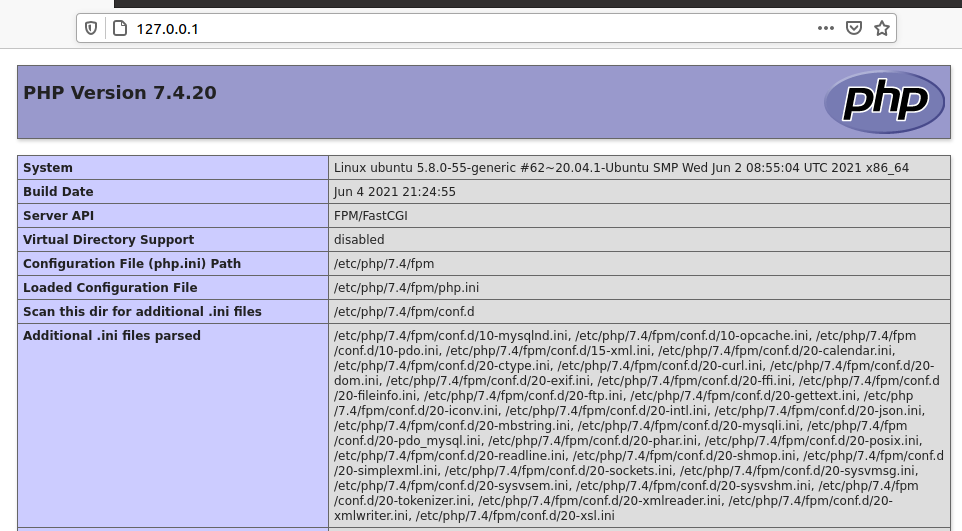 127.0.0.1
PHP Version 7.4.20
php
System Linux ubuntu 5.8.0-55-generic #62~20.04.1-Ubuntu SMP Wed Jun 2 08:55:04 UTC 2021 x86_64
Build Date Jun 4 2021 21:24:55
Server API FPM/FastCGI
Virtual Directory Support disabled
Configuration File (php.ini) Path /etc/php/7.4/fpm
Loaded Configuration File /etc/php/7.4/fpm/php.ini
Scan this dir for additional .ini files /etc/php/7.4/fpm/conf.d
Additional .ini files parsed /etc/php/7.4/fpm/conf.d/10-mysqlnd.ini, /etc/php/7.4/fpm/conf.d/10-opcache.ini, /etc/php/7.4/fpm
/conf.d/10-pdo.ini, /etc/php/7.4/fpm/conf.d/15-xml.ini, /etc/php/7.4/fpm/conf.d/20-calendar.ini,
/etc/php/7.4/fpm/conf.d/20-ctype.ini, /etc/php/7.4/fpm/conf.d/20-curl.ini, /etc/php/7.4/fpm/conf.d/20-
dom.ini, /etc/php/7.4/fpm/conf.d/20-exif.ini, /etc/php/7.4/fpm/conf.d/20-ffi.ini, /etc/php/7.4/fpm/conf.d
/20-fileinfo.ini, /etc/php/7.4/fpm/conf.d/20-ftp.ini, /etc/php/7.4/fpm/conf.d/20-gettext.ini, /etc/php
/7.4/fpm/conf.d/20-iconv.ini, /etc/php/7.4/fpm/conf.d/20-intl.ini, /etc/php/7.4/fpm/conf.d/20-json.ini,
/etc/php/7.4/fpm/conf.d/20-mbstring.ini, /etc/php/7.4/fpm/conf.d/20-mysqli.ini, /etc/php/7.4/fpm
/conf.d/20-pdo_mysql.ini, /etc/php/7.4/fpm/conf.d/20-phar.ini, /etc/php/7.4/fpm/conf.d/20-posix.ini,
/etc/php/7.4/fpm/conf.d/20-readline.ini, /etc/php/7.4/fpm/conf.d/20-shmop.ini, /etc/php/7.4/fpm/conf.d
/20-simplexml.ini, /etc/php/7.4/fpm/conf.d/20-sockets.ini, /etc/php/7.4/fpm/conf.d/20-sysvmsg.ini,
/etc/php/7.4/fpm/conf.d/20-sysvsem.ini, /etc/php/7.4/fpm/conf.d/20-sysvshm.ini, /etc/php/7.4/fpm
/conf.d/20-tokenizer.ini, /etc/php/7.4/fpm/conf.d/20-xmlreader.ini, /etc/php/7.4/fpm/conf.d/20-
xmlwriter.ini, /etc/php/7.4/fpm/conf.d/20-xsl.ini